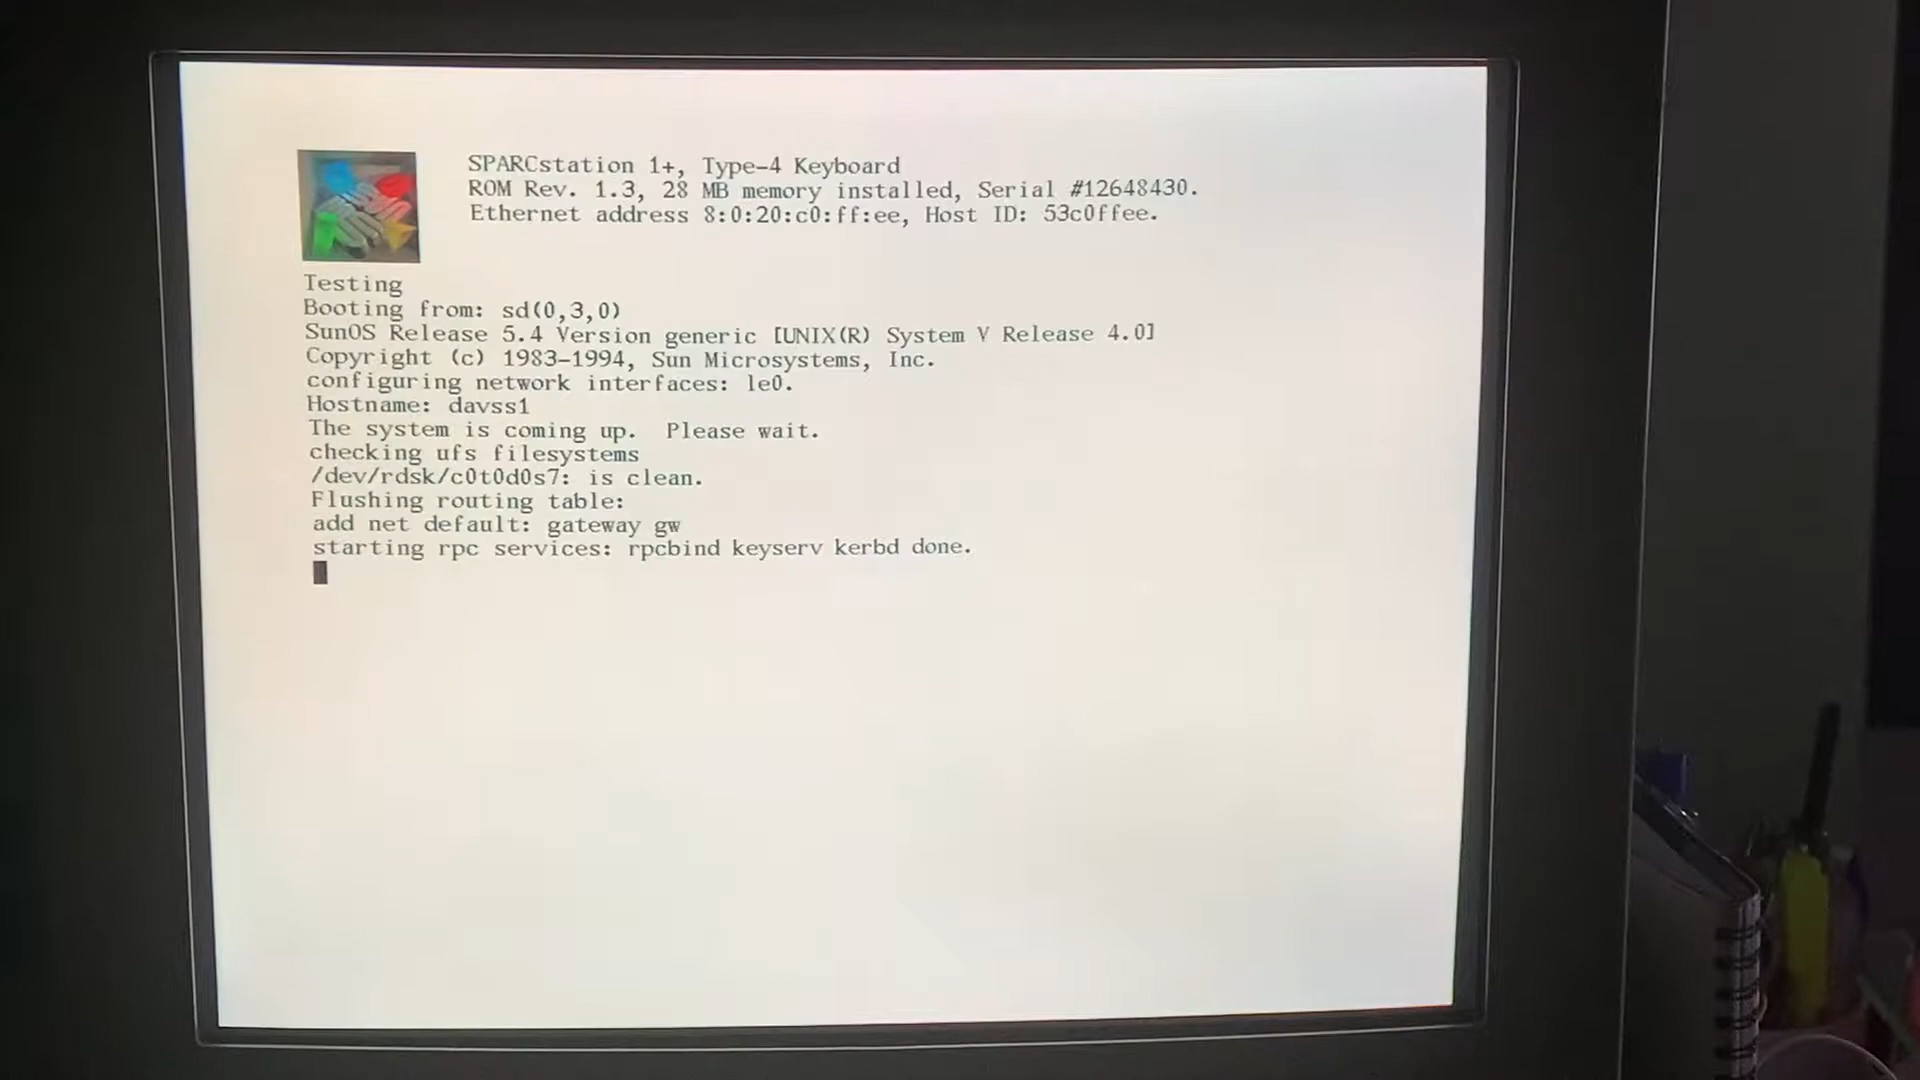 SPARCstation 1+, Type-4 Keyboard
ROM Rev. 1.3, 28 MB memory installed, Serial #12648430.
Ethernet address 8:0:20:c0:ff:ee, Host ID: 53c0ffee.
Testing
Booting from: sd(0,3,0)
SunOS Release 5.4 Version generic [UNIX(R) System V Release 4.0]
Copyright (c) 1983-1994, Sun Microsystems, Inc.
configuring network interfaces: le0.
Hostname: davss1
The system is coming up.  Please wait.
checking ufs filesystems
/dev/rdsk/c0t0d0s7: is clean.
Flushing routing table:
add net default: gateway gw
starting rpc services: rpcbind keyserv kerbd done.